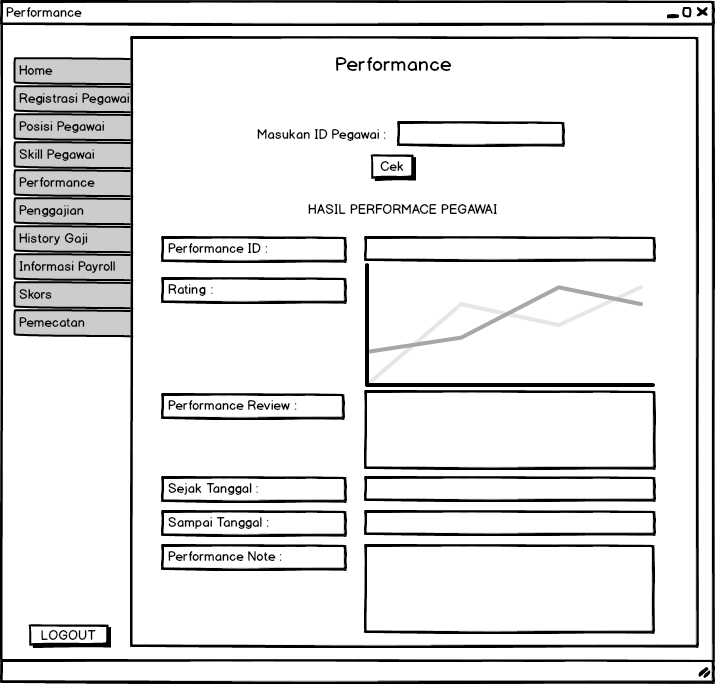 Performance
Performance
Home
Registrasi Pegawai
Posisi Pegawai
Skill Pegawai
Performance
Penggajian
History Gaji
Informasi Payroll
Skors
Pemecatan
LOGOUT
Masukan ID Pegawai :
Cek
HASIL PERFORMACE PEGAWAI
Performance ID :
Rating :
Performance Review :
Sejak Tanggal :
Sampai Tanggal :
Performance Note :